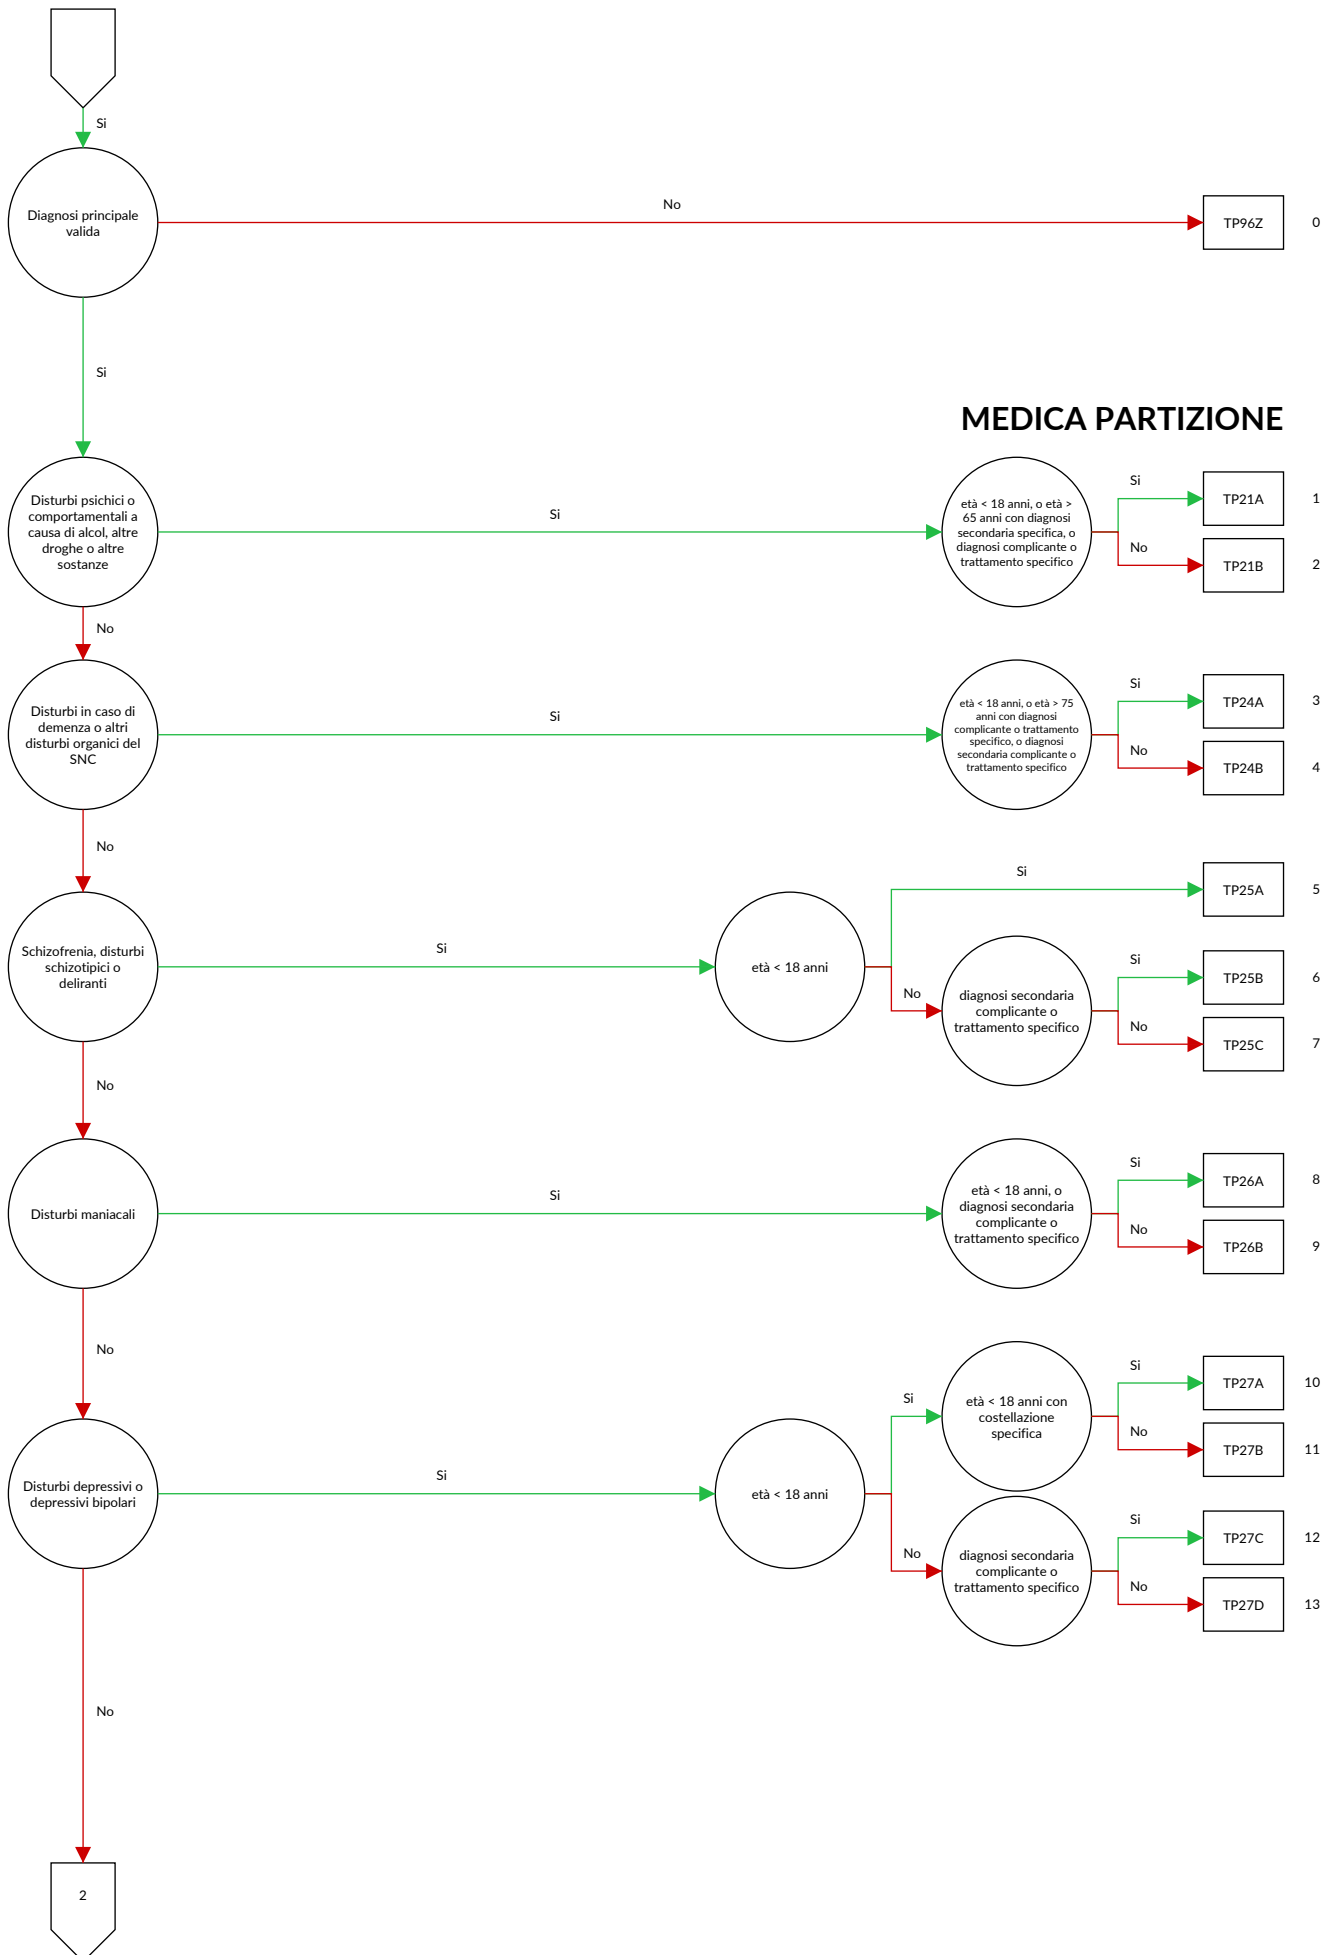 Si
Diagnosi principale
valida
No
TP96Z
0
Si
MEDICA PARTIZIONE
Disturbi psichici o
comportamentali a
causa di alcol, altre
droghe o altre
sostanze
Si
età < 18 anni, o età >
65 anni con diagnosi
secondaria specifica, o
diagnosi complicante o
trattamento specifico
Si
TP21A
1
No
TP21B
2
No
Disturbi in caso di
demenza o altri
disturbi organici del
SNC
Si
età < 18 anni, o età > 75
anni con diagnosi
complicante o trattamento
specifico, o diagnosi
secondaria complicante o
trattamento specifico
Si
TP24A
3
No
TP24B
4
No
Schizofrenia, disturbi
schizotipici o
deliranti
Si
età < 18 anni
Si
TP25A
5
No
diagnosi secondaria
complicante o
trattamento specifico
Si
TP25B
6
No
TP25C
7
No
Disturbi maniacali
Si
età < 18 anni, o
diagnosi secondaria
complicante o
trattamento specifico
Si
TP26A
8
No
TP26B
9
No
Disturbi depressivi o
depressivi bipolari
Si
età < 18 anni
Si
età < 18 anni con
costellazione
specifica
Si
TP27A
10
No
TP27B
11
No
diagnosi secondaria
complicante o
trattamento specifico
Si
TP27C
12
No
TP27D
13
No
2